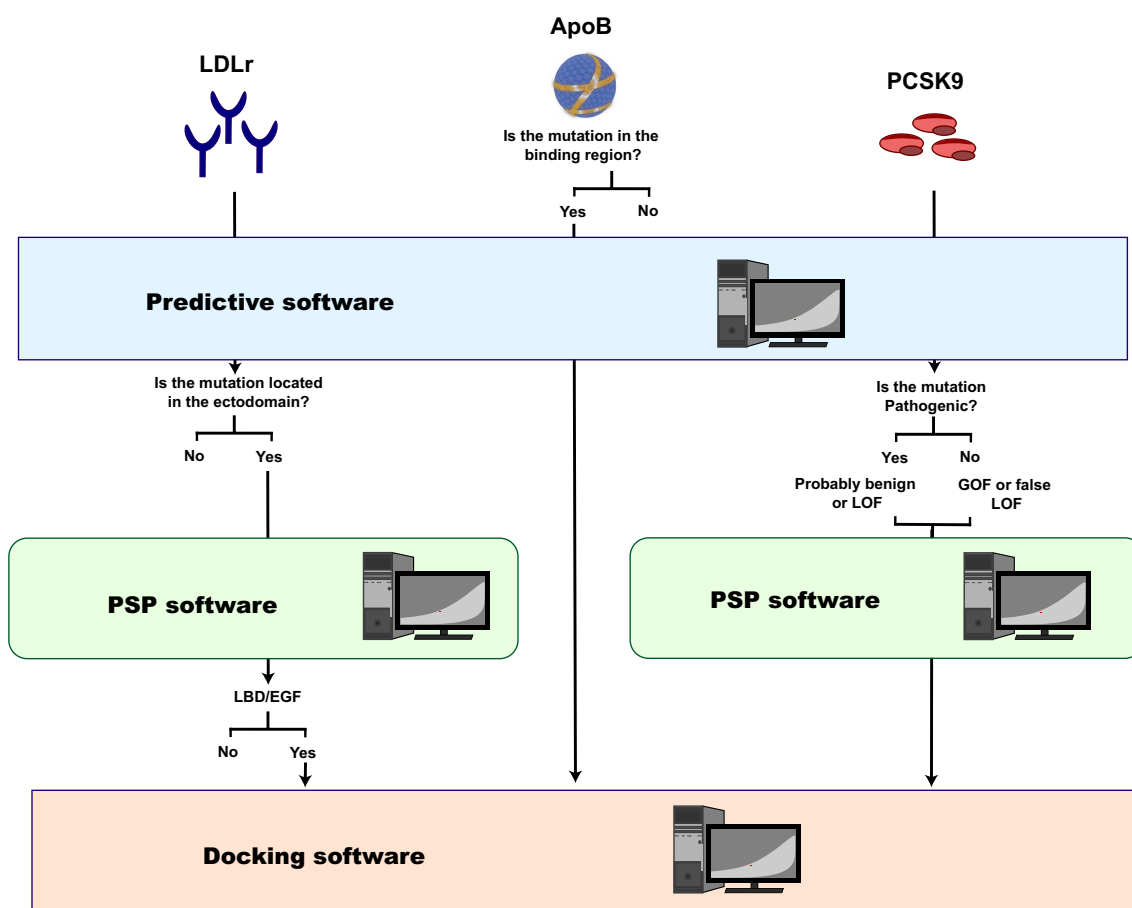 ApoB
LDLr
PCSK9
Is the mutation in the
binding region?
Yes
No
Predictive software
Is the mutation located
in the ectodomain?
No
Yes
Is the mutation
Pathogenic?
Yes
No
Probably benign
or LOF
GOF or false
LOF
PSP software
PSP software
LBD/EGF
No
Yes
Docking software